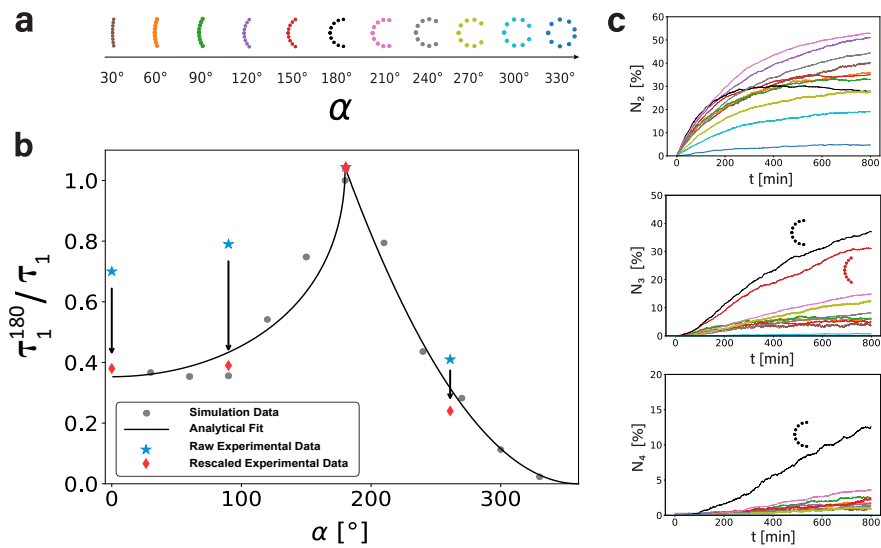 a
30° 60° 90° 120° 150° 180° 210° 240° 270° 300° 330°
α
b
1.0
0.8
0.6
0.4
0.2
0.0
τ₁¹⁸⁰/τ₁
Simulation Data
Analytical Fit
Raw Experimental Data
Rescaled Experimental Data
0 100 200 300
α [°]
c
60
50
40
30
20
10
0
N₂ [%]
0 200 400 600 800
t [min]
50
40
30
20
10
0
N₃ [%]
0 200 400 600 800
t [min]
20
15
10
5
0
N₄ [%]
0 200 400 600 800
t [min]